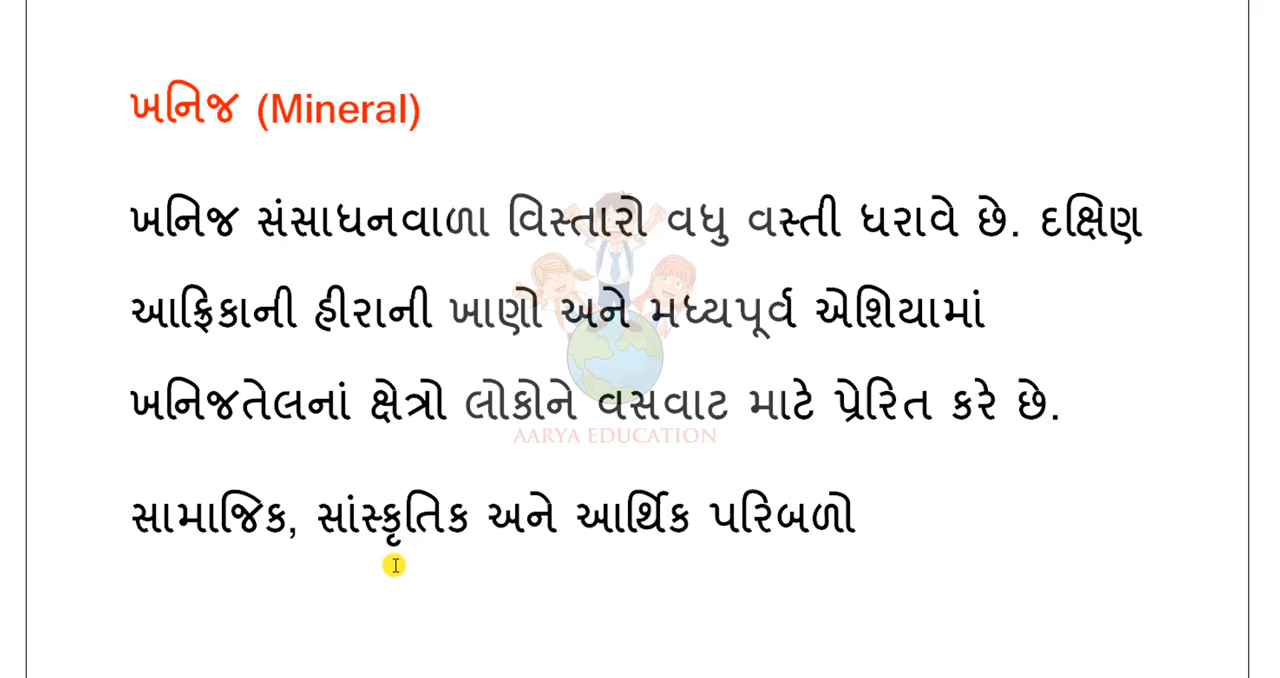 ખનિજ (Mineral)
ખનિજ સંસાધનવાળા વિસ્તારો વધુ વસ્તી ધરાવે છે. દક્ષિણ
આફ્રિકાની હીરાની ખાણો અને મધ્યપૂર્વ એશિયામાં
ખનિજતેલનાં ક્ષેત્રો લોકોને વસવાટ માટે પ્રેરિત કરે છે.
AARYA EDUCATION
સામાજિક, સાંસ્કૃતિક અને આર્થિક પરિબળો